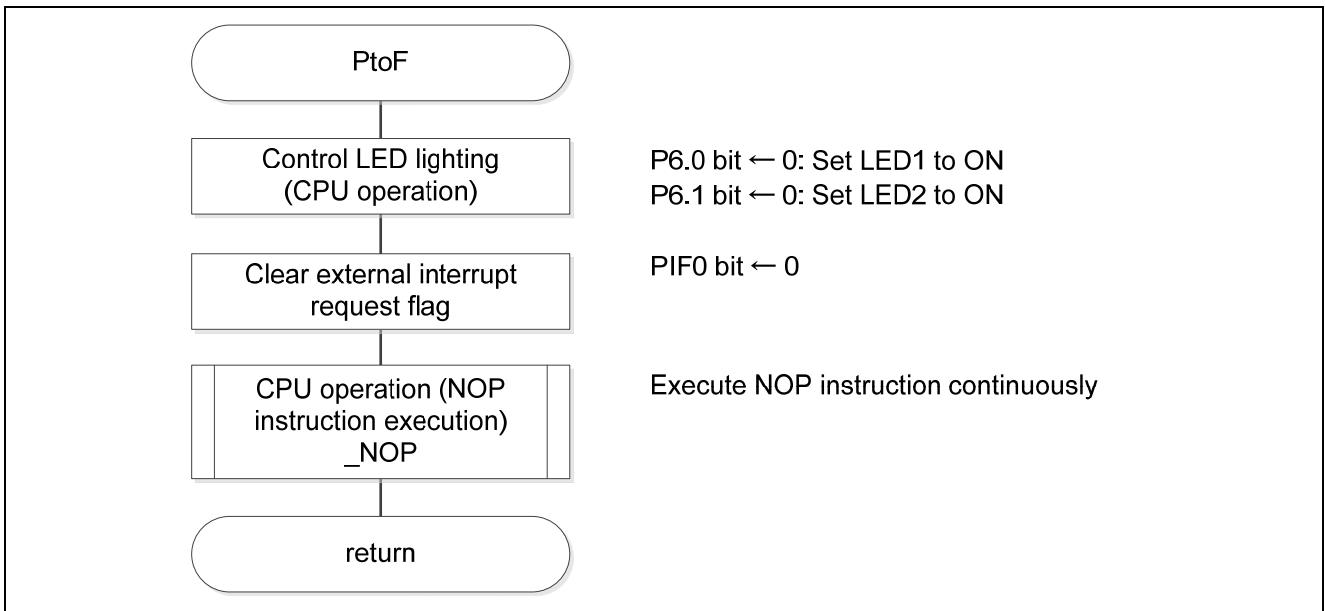 PtoF
Control LED lighting
(CPU operation)
P6.0 bit ← 0: Set LED1 to ON
P6.1 bit ← 0: Set LED2 to ON
Clear external interrupt
request flag
PIF0 bit ← 0
CPU operation (NOP
instruction execution)
_NOP
Execute NOP instruction continuously
return